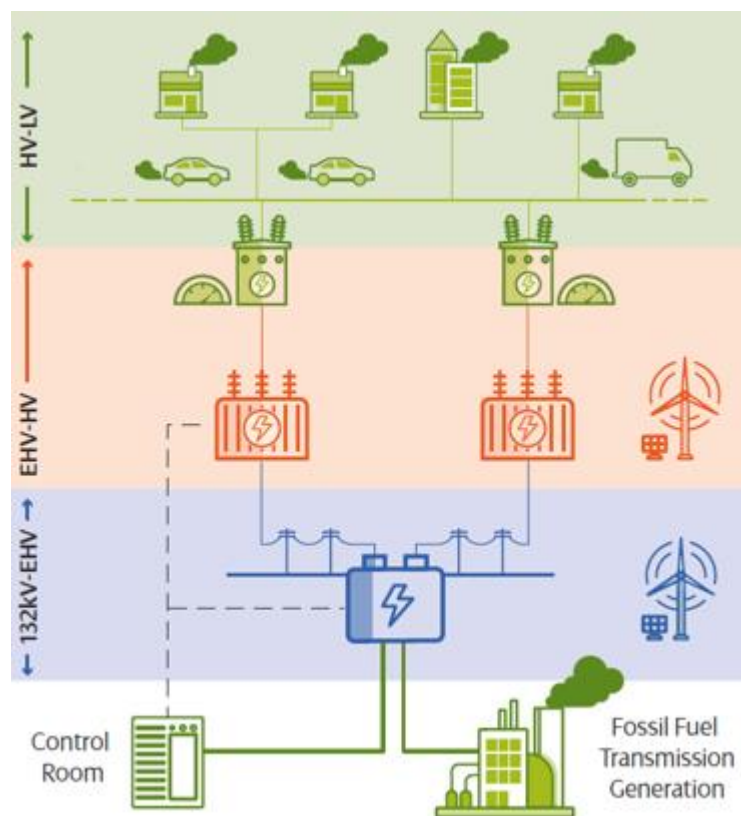 HV-LV
EHV-HV
132kV-EHV
Control
Room
Fossil Fuel
Transmission
Generation